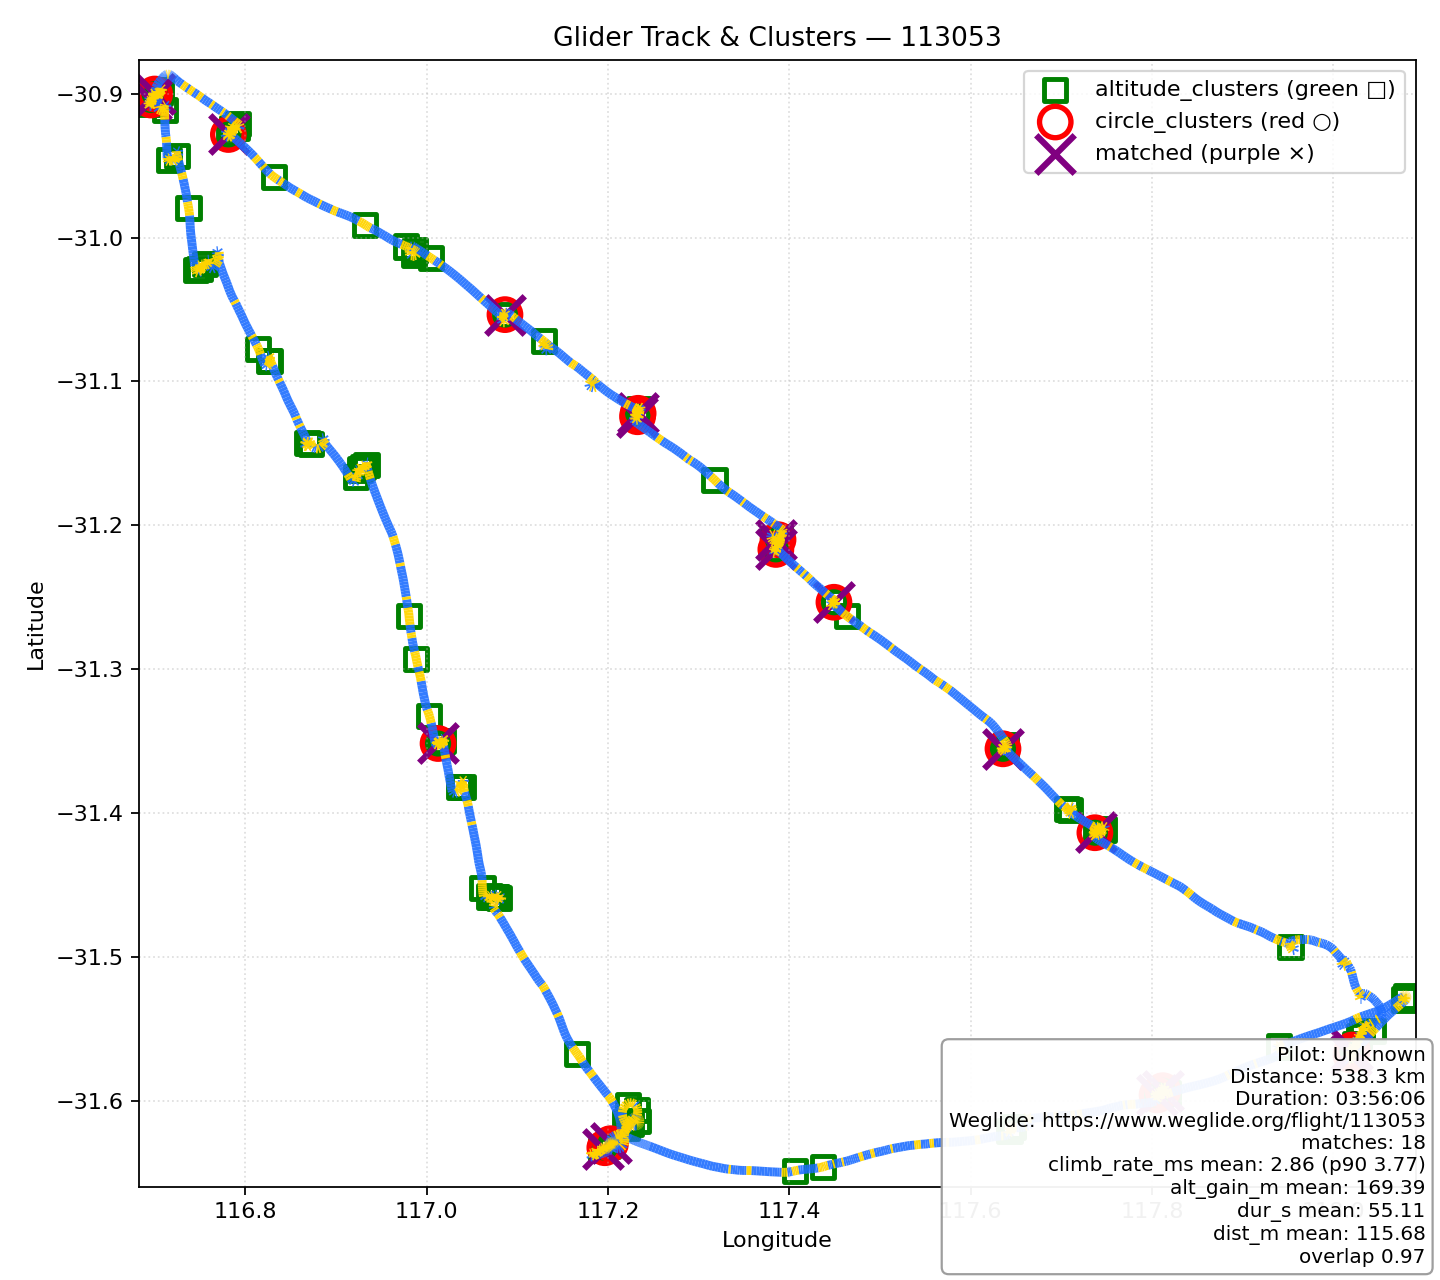 Glider Track & Clusters — 113053
altitude_clusters (green □)
circle_clusters (red ○)
matched (purple ×)
Latitude
−30.9
−31.0
−31.1
−31.2
−31.3
−31.4
−31.5
−31.6
116.8
117.0
117.2
117.4
117.6
117.8
Longitude
Pilot: Unknown
Distance: 538.3 km
Duration: 03:56:06
Weglide: https://www.weglide.org/flight/113053
matches: 18
climb_rate_ms mean: 2.86 (p90 3.77)
alt_gain_m mean: 169.39
dur_s mean: 55.11
dist_m mean: 115.68
overlap 0.97